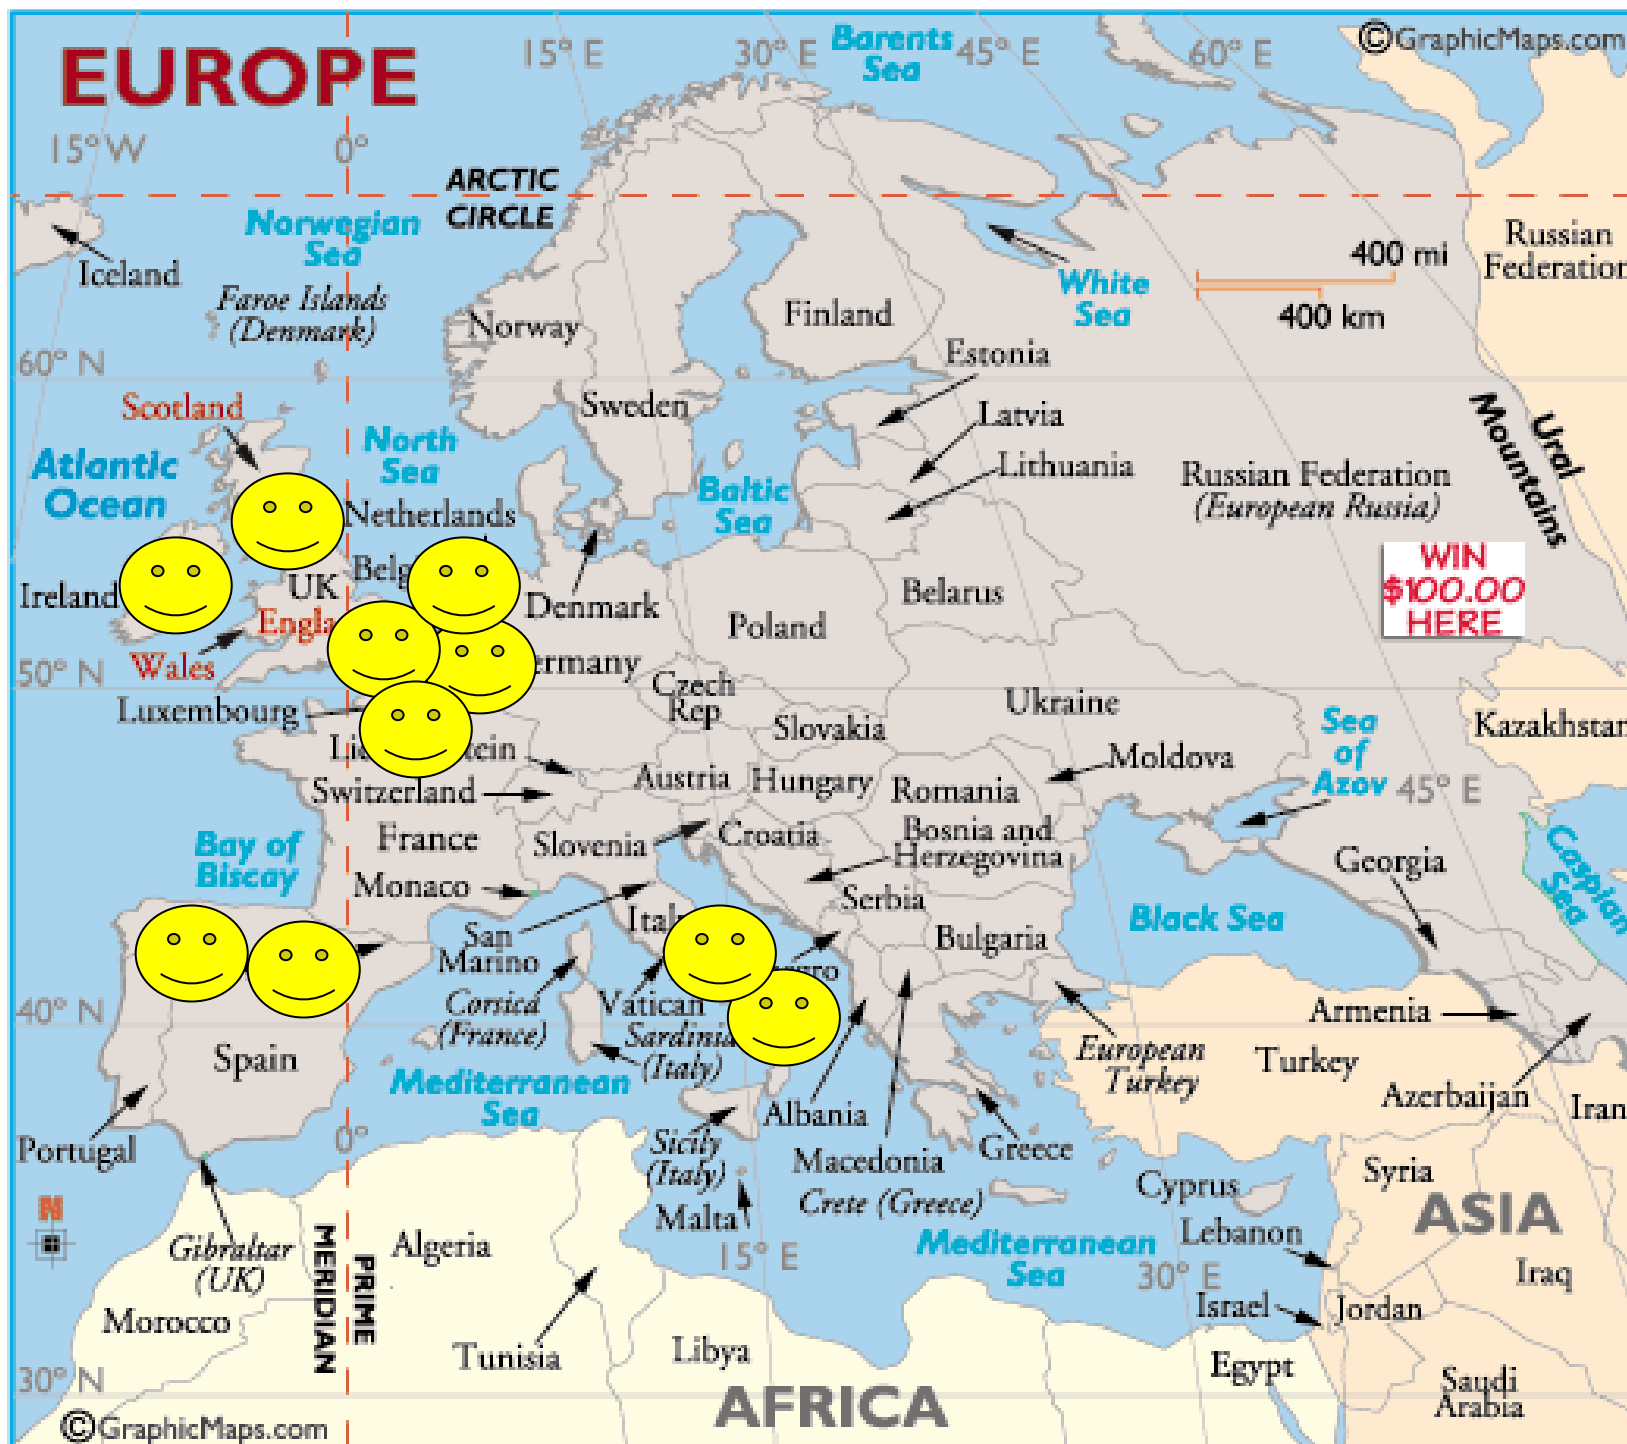 EUROPE
15° W
0°
15° E
30° E
Barents
Sea
45° E
60° E
©GraphicMaps.com
ARCTIC
CIRCLE
Norwegian
Sea
Iceland
Faroe Islands
(Denmark)
Norway
Finland
White
Sea
400 mi
400 km
Russian
Federation
60° N
Estonia
Scotland
Sweden
Latvia
North
Sea
Lithuania
Atlantic
Ocean
Baltic
Sea
Russian Federation
(European Russia)
Ural
Mountains
Netherlands
Belg
WIN
$100.00
HERE
Ireland
UK
Engla
Wales
Denmark
Belarus
Poland
50° N
ermany
Czech
Rep
Luxembourg
Slovakia
Ukraine
Sea
of
Azov
Kazakhstan
Li
tein
Moldova
Switzerland
Austria
Hungary
Romania
45° E
France
Slovenia
Croatia
Bosnia and
Herzegovina
Bay of
Biscay
Georgia
Caspian
Sea
Monaco
Serbia
Ital
Black Sea
San
Marino
Bulgaria
Corsica
(France)
Vatican
Sardinia
(Italy)
40° N
Armenia
European
Turkey
Turkey
Spain
Mediterranean
Sea
Azerbaijan
Iran
Albania
Portugal
0°
Sicily
(Italy)
Macedonia
Greece
Crete (Greece)
Cyprus
Syria
ASIA
Malta
N
Gibraltar
(UK)
MERIDIAN
PRIME
Algeria
15° E
Mediterranean
Sea
Lebanon
30° E
Iraq
Israel
Jordan
Morocco
Tunisia
Libya
Egypt
30° N
AFRICA
Saudi
Arabia
©GraphicMaps.com